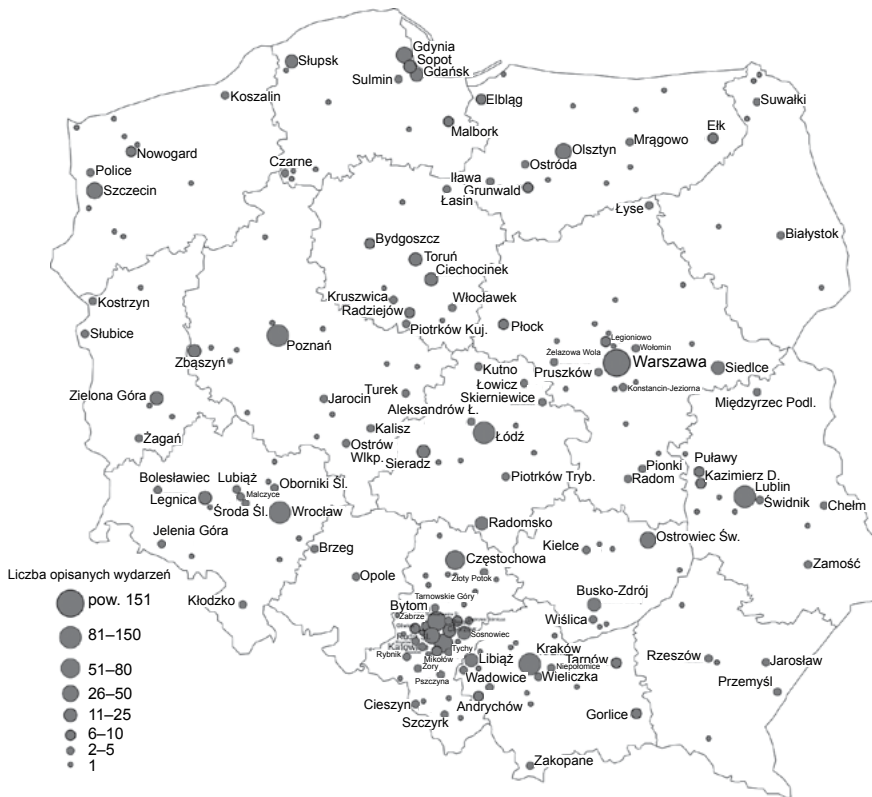 Gdynia
Sopot
Gdańsk
Słupsk
Sulmin
Koszalin
Elbląg
Suwałki
Malbork
Ełk
Mrągowo
Olsztyn
Nowogard
Ostróda
Police
Czarne
Iława
Szczecin
Grunwald
Łasin
Łyse
Białystok
Bydgoszcz
Toruń
Ciechocinek
Kostrzyn
Kruszwica
Włocławek
Radziejów
Piotrków Kuj.
Płock
Słubice
Poznań
Legionowo
Wołomin
Zbąszyń
Żelazowa Wola
Warszawa
Kutno
Pruszków
Siedlce
Łowicz
Konstancin-Jeziorna
Zielona Góra
Turek
Skierniewice
Międzyrzec Podl.
Jarocin
Aleksandrów Ł.
Kalisz
Łódź
Żagań
Ostrów
Wlkp.
Sieradz
Puławy
Pionki
Kazimierz D.
Bolesławiec
Lubiąż
Oborniki Śl.
Piotrków Tryb.
Radom
Lublin
Legnica
Malczyce
Świdnik
Chełm
Środa Śl.
Wrocław
Radomsko
Jelenia Góra
Ostrowiec Św.
Brzeg
Kielce
Częstochowa
Zamość
Liczba opisanych wydarzeń
Opole
Złoty Potok
pow. 151
Kłodzko
Tarnowskie Góry
Busko-Zdrój
Bytom
Zabrze
Wiślica
81–150
Sosnowiec
Rybnik
Mikołów
Tychy
Kraków
Libiąż
Tarnów
Rzeszów
Jarosław
51–80
Żory
Niepołomice
Pszczyna
Wadowice
Wieliczka
Przemyśl
26–50
Cieszyn
Andrychów
11–25
Szczyrk
Gorlice
6–10
2–5
Zakopane
1